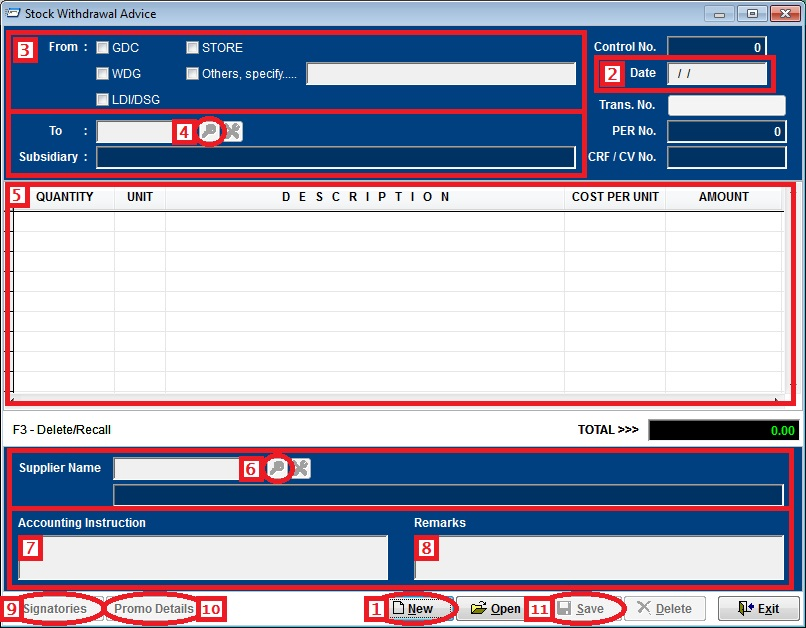 Stock Withdrawal Advice
3 From : GDC STORE Control No. 0
WDG Others, specify..... 2 Date / /
LDI/DSG Trans. No.
To : 4 PER No. 0
Subsidiary : CRF / CV No.
5 QUANTITY UNIT D E S C R I P T I O N COST PER UNIT AMOUNT
F3 - Delete/Recall TOTAL >>> 0.00
Supplier Name 6
Accounting Instruction Remarks
7 8
9 Signatories Promo Details 10 1 New Open 11 Save Delete Exit